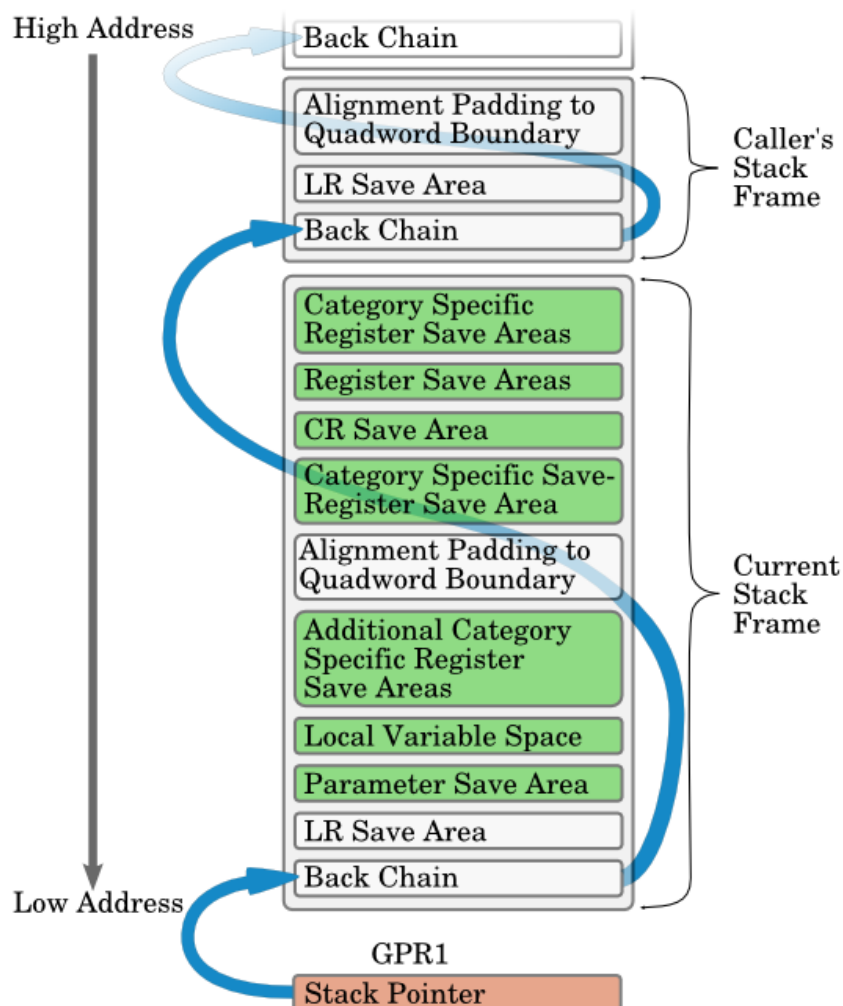 High Address
Back Chain
Alignment Padding to
Quadword Boundary
LR Save Area
Back Chain
Caller's
Stack
Frame
Category Specific
Register Save Areas
Register Save Areas
CR Save Area
Category Specific Save-
Register Save Area
Alignment Padding to
Quadword Boundary
Additional Category
Specific Register
Save Areas
Local Variable Space
Parameter Save Area
LR Save Area
Back Chain
Current
Stack
Frame
Low Address
GPR1
Stack Pointer